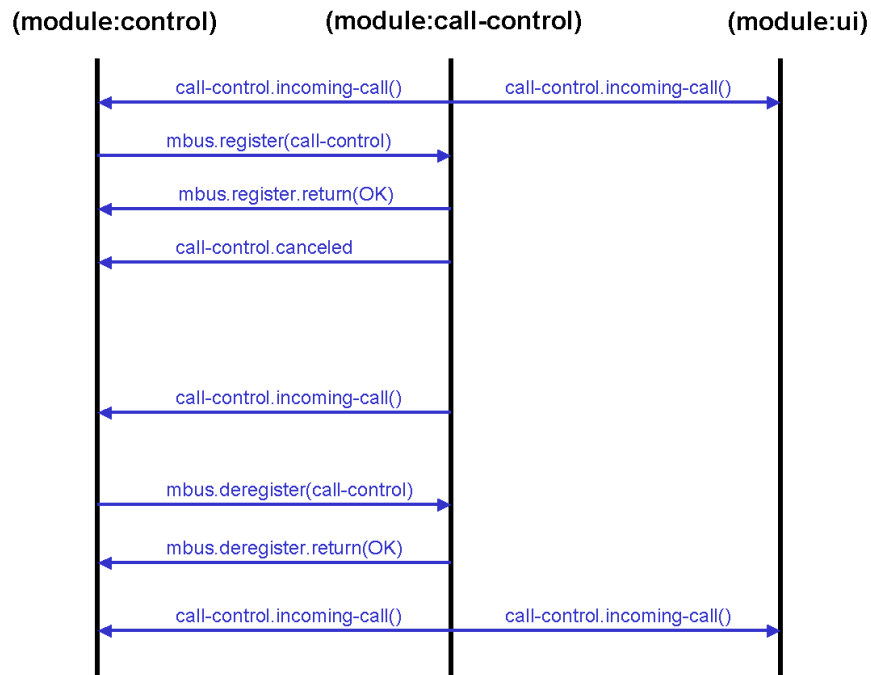 (module:control) (module:call-control) (module:ui)
call-control.incoming-call() call-control.incoming-call()
mbus.register(call-control)
mbus.register.return(OK)
call-control.canceled
call-control.incoming-call()
mbus.deregister(call-control)
mbus.deregister.return(OK)
call-control.incoming-call() call-control.incoming-call()